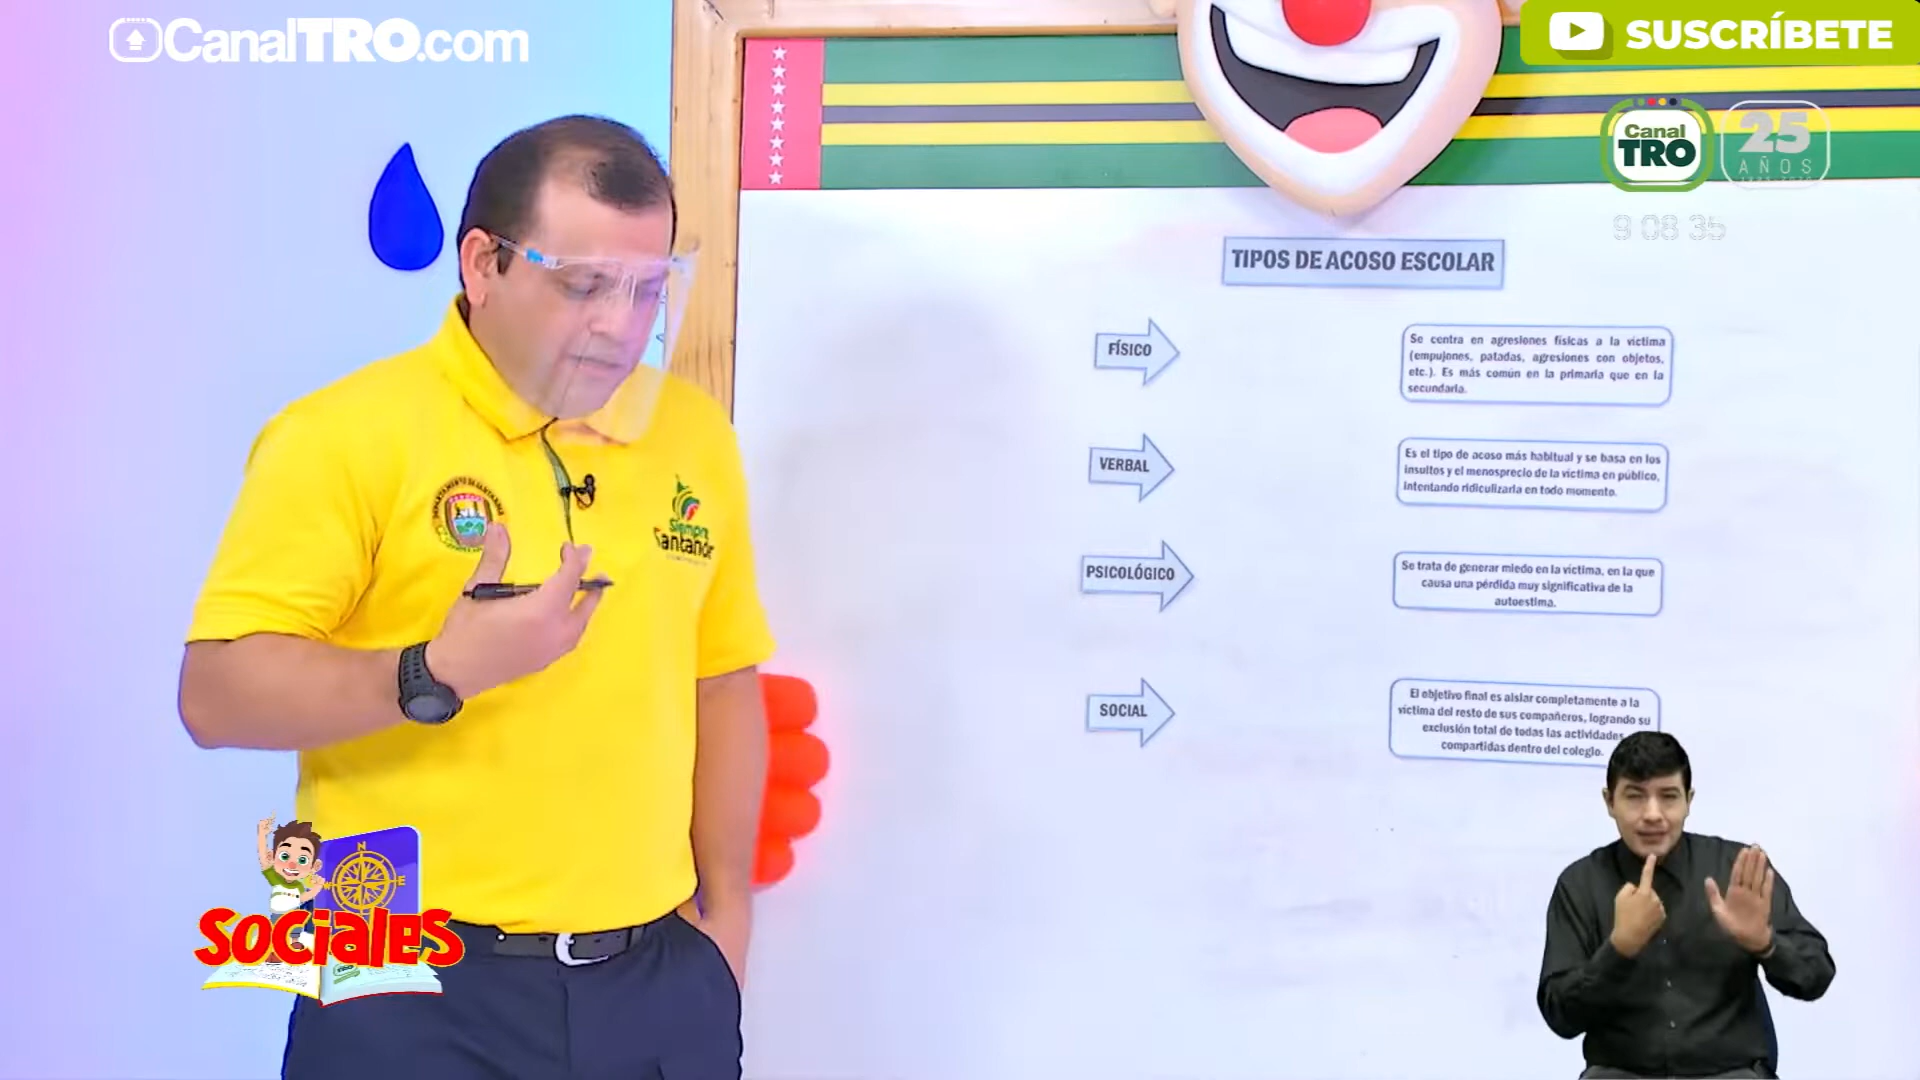 CanalTRO.com
SUSCRÍBETE
Canal
TRO
25
AÑOS
9 08 35
TIPOS DE ACOSO ESCOLAR
FÍSICO
Se centra en agresiones físicas a la víctima
(empujones, patadas, agresiones con objetos,
etc.). Es más común en la primaria que en la
secundaria.
VERBAL
Es el tipo de acoso más habitual y se basa en los
insultos y el menosprecio de la víctima en público,
intentando ridiculizarla en todo momento.
PSICOLÓGICO
Se trata de generar miedo en la víctima, en la que
causa una pérdida muy significativa de la
autoestima.
SOCIAL
El objetivo final es aislar completamente a la
víctima del resto de sus compañeros, logrando su
exclusión total de todas las actividades
compartidas dentro del colegio.
Siempre
Santander
N
W
E
SOCIALES
TRO